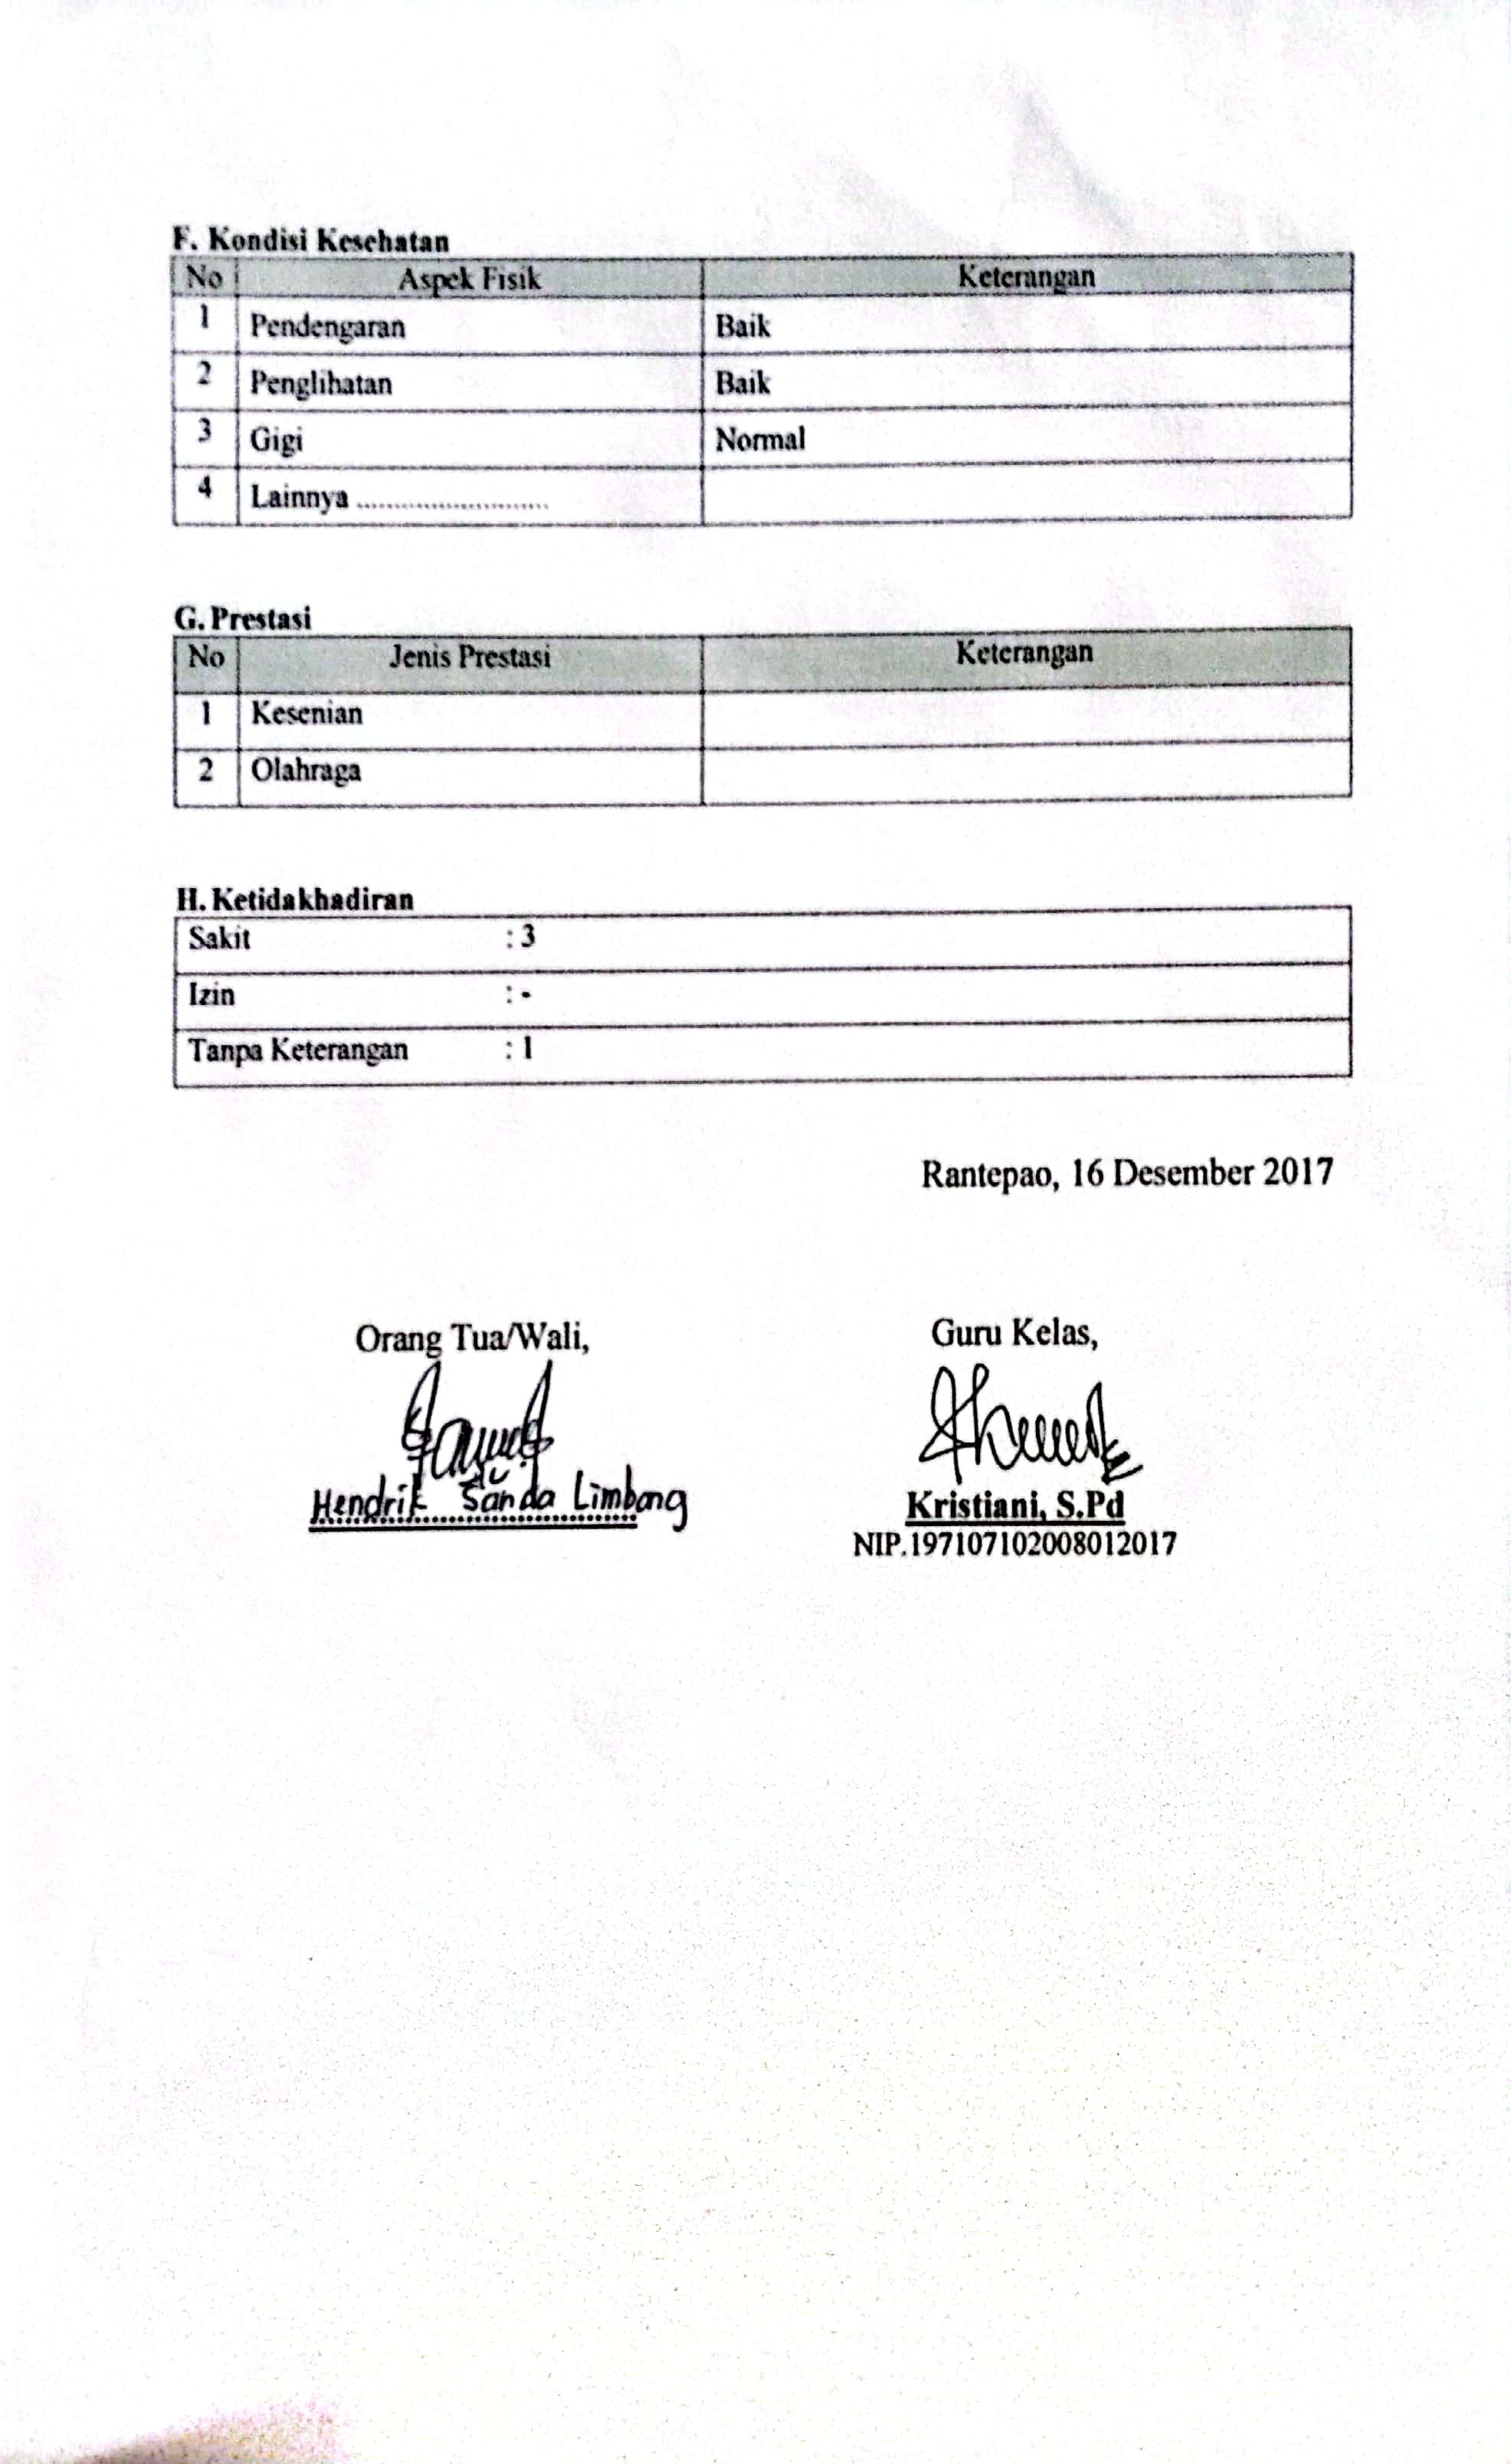 F. Kondisi Kesehatan
No Aspek Fisik Keterangan
1 Pendengaran Baik
2 Penglihatan Baik
3 Gigi Normal
4 Lainnya ..........................
G. Prestasi
No Jenis Prestasi Keterangan
1 Kesenian
2 Olahraga
H. Ketidakhadiran
Sakit : 3
Izin : -
Tanpa Keterangan : 1
Rantepao, 16 Desember 2017
Orang Tua/Wali, Guru Kelas,
Hendrik Sanda Limbong Kristiani, S.Pd
NIP.197107102008012017